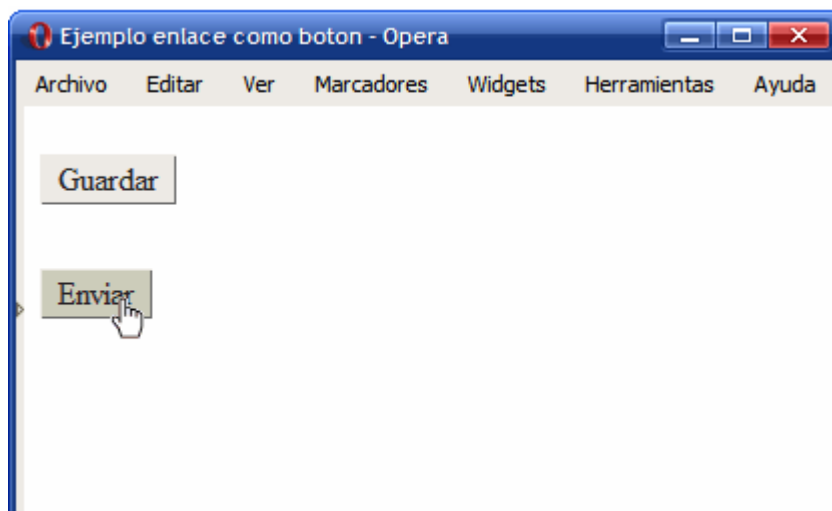 Ejemplo enlace como boton - Opera
Archivo Editar Ver Marcadores Widgets Herramientas Ayuda
Guardar
Enviar